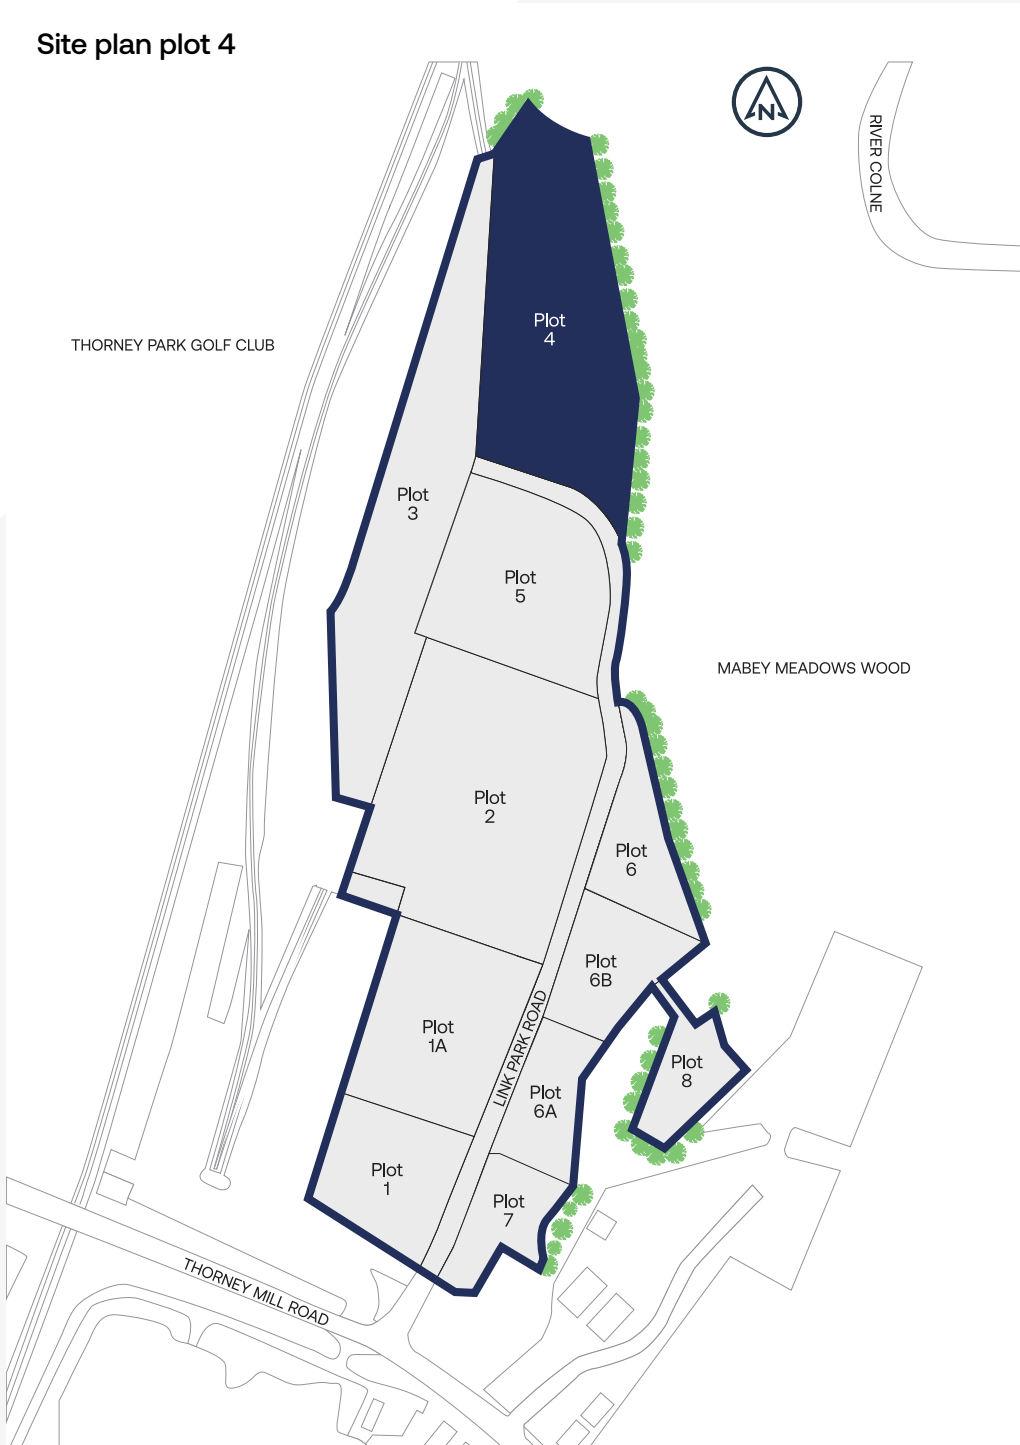 Site plan plot 4
N
RIVER COLNE
Plot
4
THORNEY PARK GOLF CLUB
Plot
3
Plot
5
MABEY MEADOWS WOOD
Plot
2
Plot
6
Plot
6B
LINK PARK ROAD
Plot
1A
Plot
8
Plot
6A
Plot
1
Plot
7
THORNEY MILL ROAD